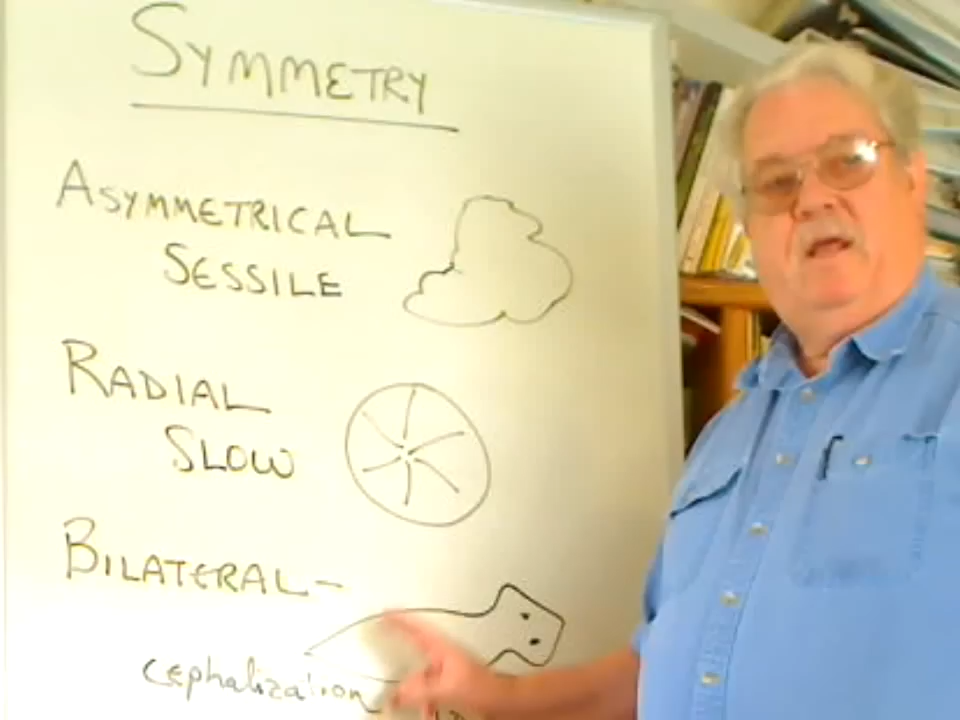 SYMMETRY
ASYMMETRICAL
SESSILE
RADIAL
SLOW
BILATERAL-
cephalization